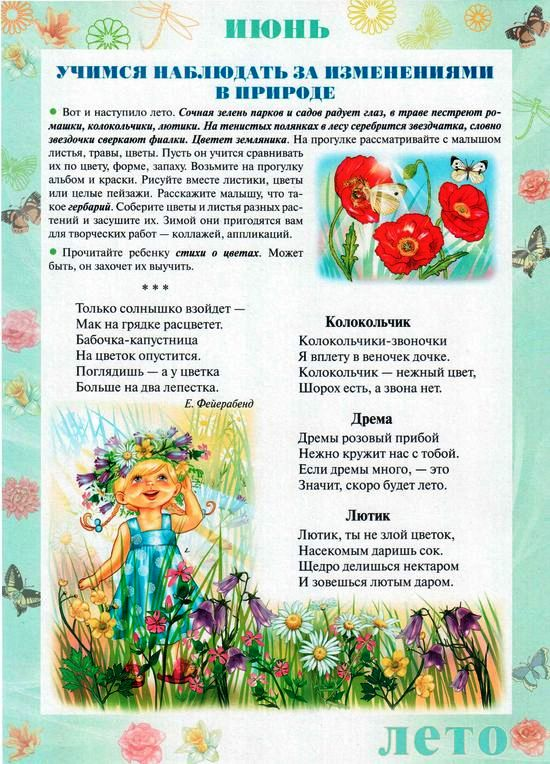 ИЮНЬ
УЧИМСЯ НАБЛЮДАТЬ ЗА ИЗМЕНЕНИЯМИ
В ПРИРОДЕ
● Вот и наступило лето. Сочная зелень парков и садов радует глаз, в траве пестреют ро-
машки, колокольчики, лютики. На тенистых полянках в лесу серебрится звездчатка, словно
звездочки сверкают фиалки. Цветет земляника. На прогулке рассматривайте с малышом
листья, травы, цветы. Пусть он учится сравнивать
их по цвету, форме, запаху. Возьмите на прогулку
альбом и краски. Рисуйте вместе листики, цветы
или целые пейзажи. Расскажите малышу, что та-
кое гербарий. Соберите цветы и листья разных рас-
тений и засушите их. Зимой они пригодятся вам
для творческих работ — коллажей, аппликаций.
● Прочитайте ребенку стихи о цветах. Может
быть, он захочет их выучить.
* * *
Только солнышко взойдет —
Мак на грядке расцветет.
Бабочка-капустница
На цветок опустится.
Поглядишь — а у цветка
Больше на два лепестка.
Е. Фейерабенд
Колокольчик
Колокольчики-звоночки
Я вплету в веночек дочке.
Колокольчик — нежный цвет,
Шорох есть, а звона нет.
Дрема
Дремы розовый прибой
Нежно кружит нас с тобой.
Если дремы много, — это
Значит, скоро будет лето.
Лютик
Лютик, ты не злой цветок,
Насекомым даришь сок.
Щедро делишься нектаром
И зовешься лютым даром.
лето